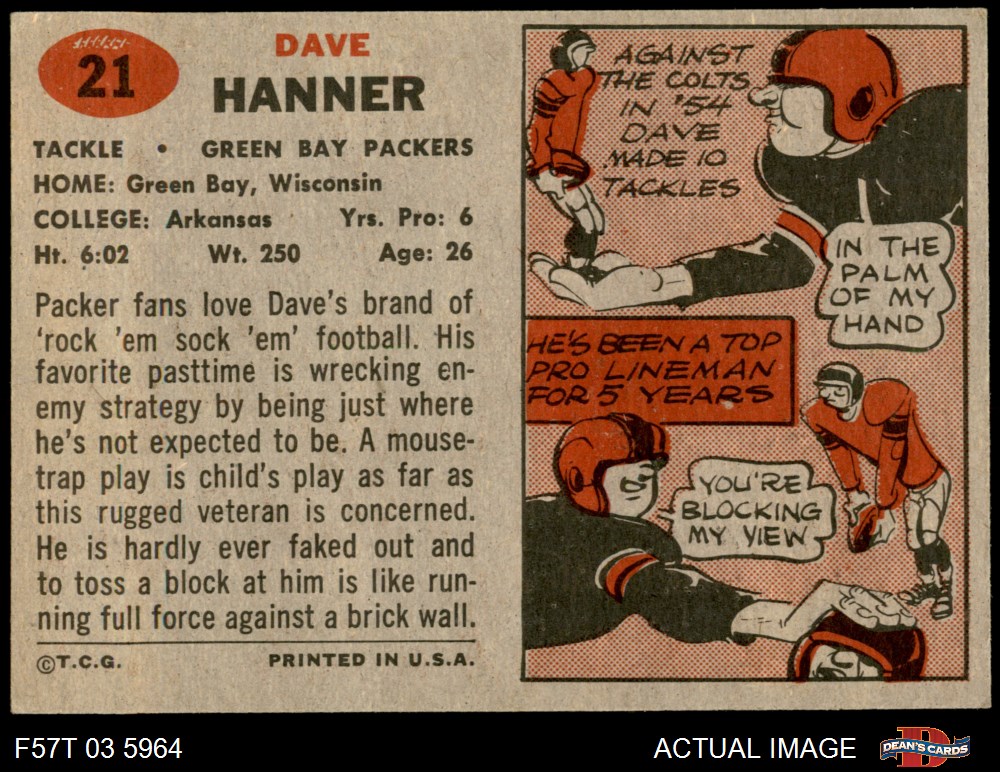 21
DAVE
HANNER
TACKLE • GREEN BAY PACKERS
HOME: Green Bay, Wisconsin
COLLEGE: Arkansas Yrs. Pro: 6
Ht. 6:02 Wt. 250 Age: 26
Packer fans love Dave's brand of
'rock 'em sock 'em' football. His
favorite pasttime is wrecking en-
emy strategy by being just where
he's not expected to be. A mouse-
trap play is child's play as far as
this rugged veteran is concerned.
He is hardly ever faked out and
to toss a block at him is like run-
ning full force against a brick wall.
©T.C.G. PRINTED IN U.S.A.
AGAINST
THE COLTS
IN '54
DAVE
MADE 10
TACKLES
IN THE
PALM
OF MY
HAND
HE'S BEEN A TOP
PRO LINEMAN
FOR 5 YEARS
YOU'RE
BLOCKING
MY VIEW
F57T 03 5964 ACTUAL IMAGE
D
DEAN'S CARDS